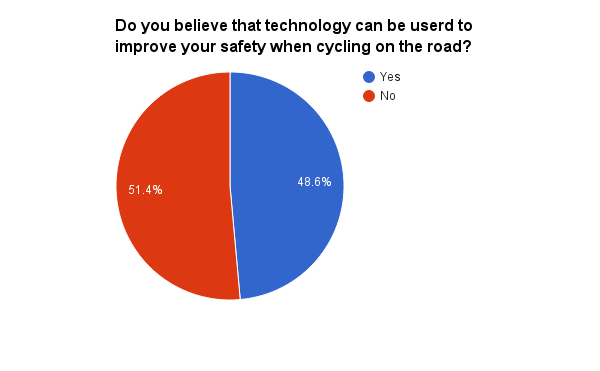 Do you believe that technology can be userd to
improve your safety when cycling on the road?
Yes
No
51.4%
48.6%